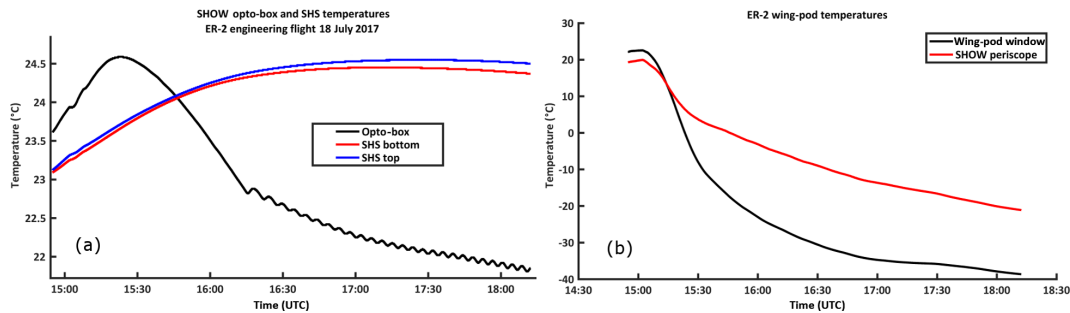 SHOW opto-box and SHS temperatures
ER-2 engineering flight 18 July 2017
24.5
24
23.5
23
22.5
22
Temperature (°C)
Opto-box
SHS bottom
SHS top
(a)
15:00
15:30
16:00
16:30
17:00
17:30
18:00
Time (UTC)
ER-2 wing-pod temperatures
30
20
10
0
-10
-20
-30
-40
Temperature (°C)
Wing-pod window
SHOW periscope
(b)
14:30
15:00
15:30
16:00
16:30
17:00
17:30
18:00
18:30
Time (UTC)